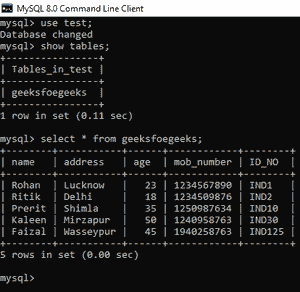 MySQL 8.0 Command Line Client
mysql> use test;
Database changed
mysql> show tables;
+----------------+
| Tables_in_test |
+----------------+
| geeksfoegeeks  |
+----------------+
1 row in set (0.11 sec)
mysql> select * from geeksfoegeeks;
+--------+-----------+------+------------+--------+
| name   | address   | age  | mob_number | ID_NO  |
+--------+-----------+------+------------+--------+
| Rohan  | Lucknow   |   23 | 1234567890 | IND1   |
| Ritik  | Delhi     |   18 | 1234509876 | IND2   |
| Prerit | Shimla    |   35 | 1250987634 | IND10  |
| Kaleen | Mirzapur  |   50 | 1240958763 | IND30  |
| Faizal | Wasseypur |   45 | 1940258763 | IND125 |
+--------+-----------+------+------------+--------+
5 rows in set (0.00 sec)
mysql>